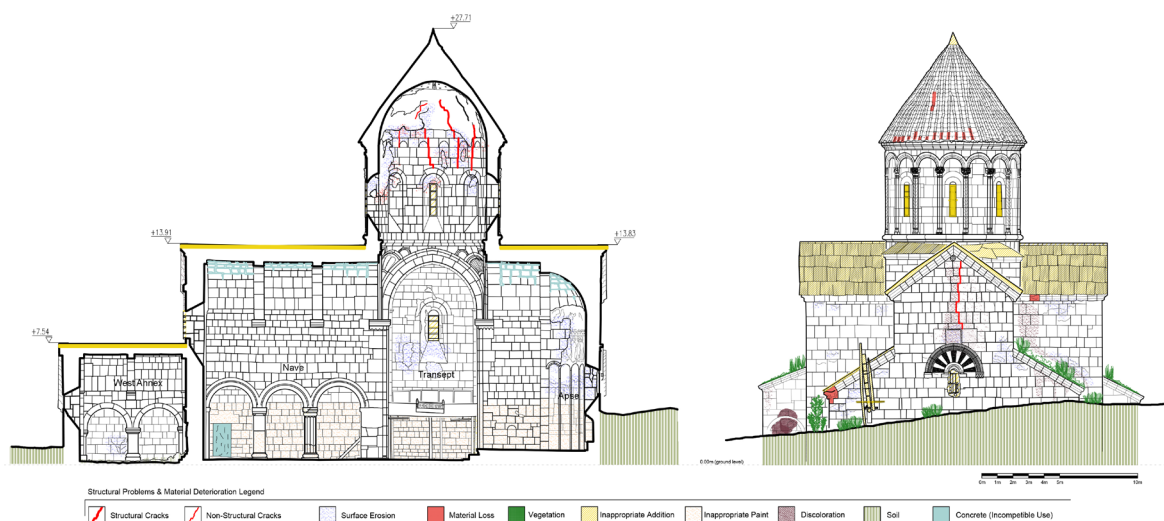 +27.71
+13.91
+13.83
+7.54
West Annex
Nave
Transept
Apse
0.00m (ground level)
0m 1m 2m 3m 4m 5m 10m
Structural Problems & Material Deterioration Legend
Structural Cracks
Non-Structural Cracks
Surface Erosion
Material Loss
Vegetation
Inappropriate Addition
Inappropriate Paint
Discoloration
Soil
Concrete (Incompetible Use)